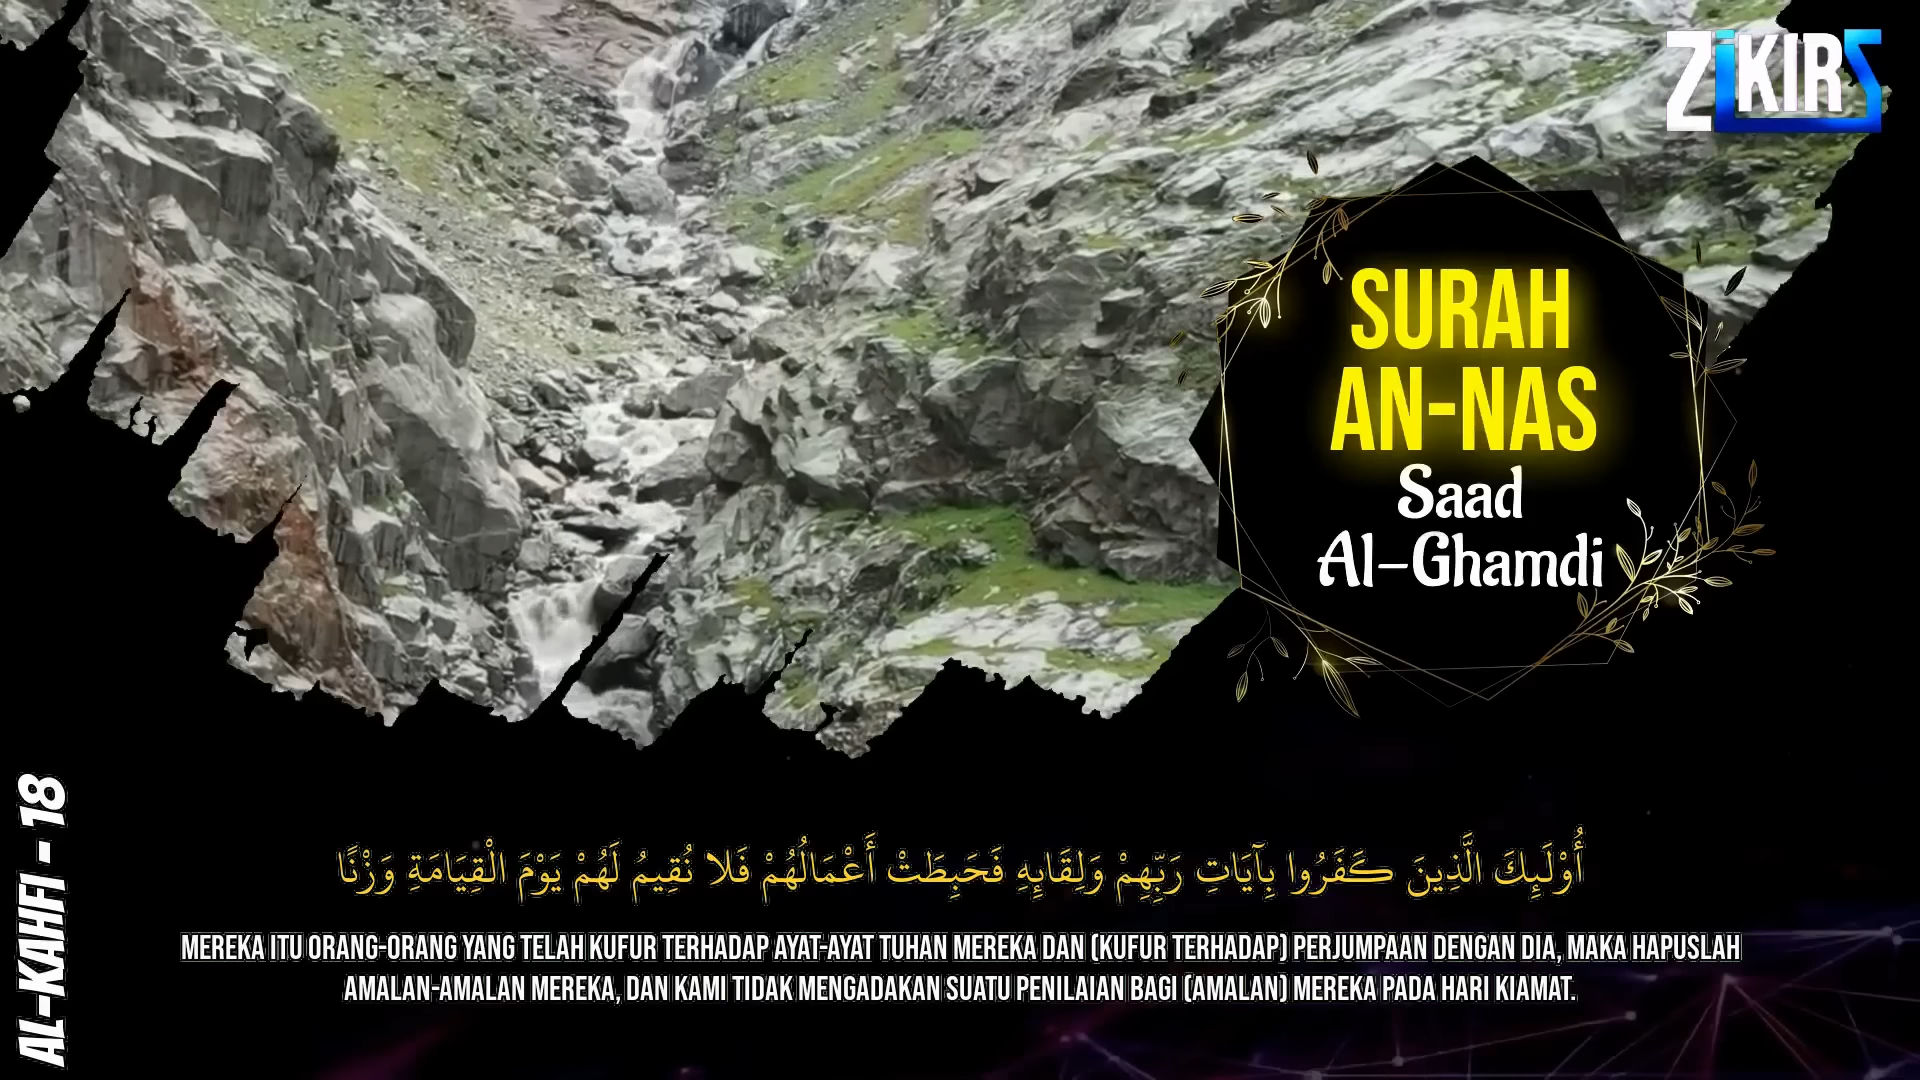 ZiKIRS
SURAH
AN-NAS
Saad
Al-Ghamdi
AL-KAHFI - 18
أُوْلَئِكَ الَّذِينَ كَفَرُوا بِآيَاتِ رَبِّهِمْ وَلِقَائِهِ فَحَبِطَتْ أَعْمَالُهُمْ فَلا نُقِيمُ لَهُمْ يَوْمَ الْقِيَامَةِ وَزْنًا
MEREKA ITU ORANG-ORANG YANG TELAH KUFUR TERHADAP AYAT-AYAT TUHAN MEREKA DAN (KUFUR TERHADAP) PERJUMPAAN DENGAN DIA, MAKA HAPUSLAH
AMALAN-AMALAN MEREKA, DAN KAMI TIDAK MENGADAKAN SUATU PENILAIAN BAGI (AMALAN) MEREKA PADA HARI KIAMAT.